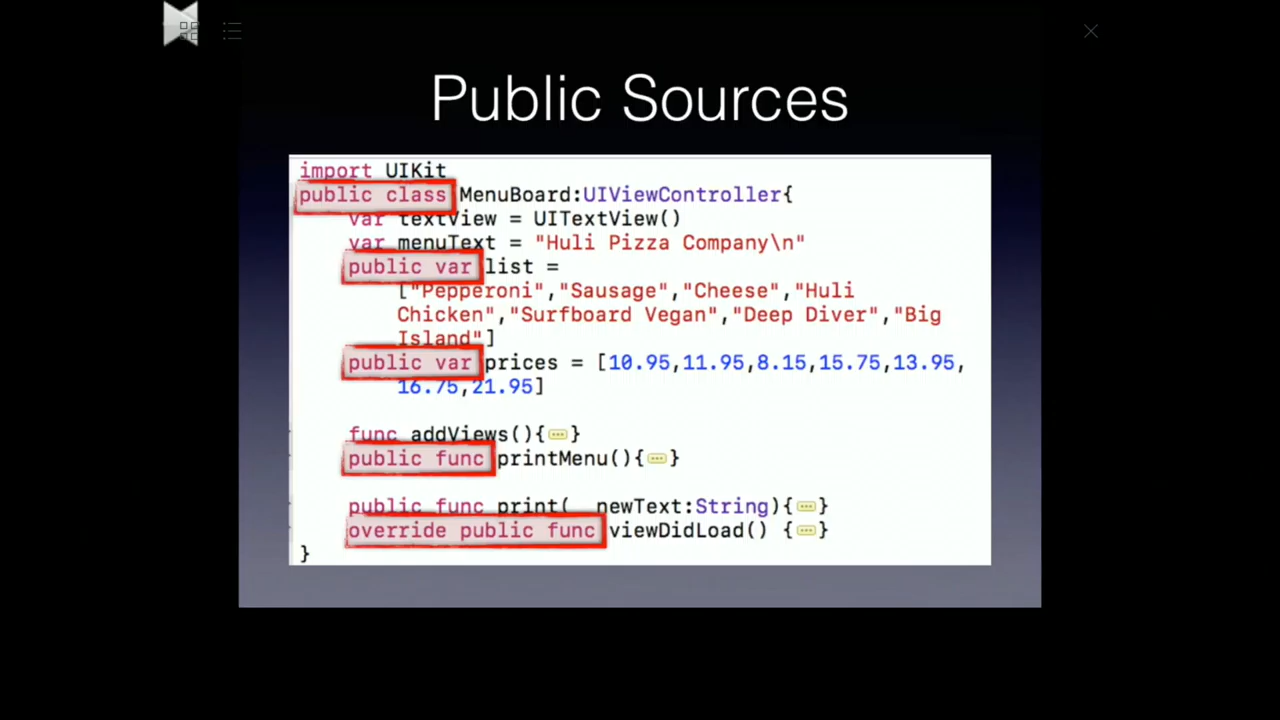 Public Sources
import UIKit
public class MenuBoard:UIViewController{
var textView = UITextView()
var menuText = "Huli Pizza Company\n"
public var list =
["Pepperoni","Sausage","Cheese","Huli
Chicken","Surfboard Vegan","Deep Diver","Big
Island"]
public var prices = [10.95,11.95,8.15,15.75,13.95,
16.75,21.95]
func addViews(){...}
public func printMenu(){...}
public func print(_ newText:String){...}
override public func viewDidLoad() {...}
}